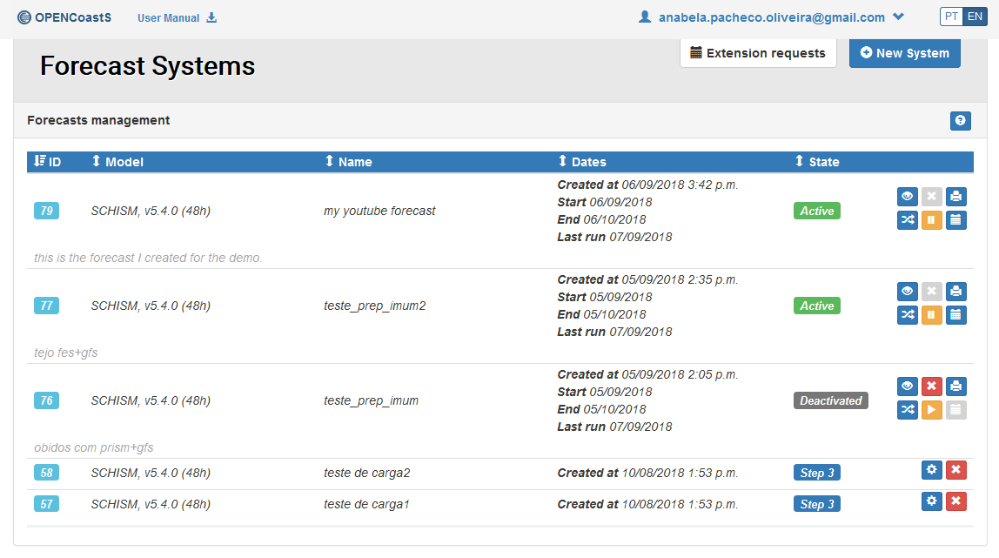 OPENCoastS User Manual anabela.pacheco.oliveira@gmail.com PT EN
Forecast Systems Extension requests New System
Forecasts management
ID Model Name Dates State
Created at 06/09/2018 3:42 p.m.
Start 06/09/2018
79 SCHISM, v5.4.0 (48h) my youtube forecast Active
End 06/10/2018
Last run 07/09/2018
this is the forecast I created for the demo.
Created at 05/09/2018 2:35 p.m.
Start 05/09/2018
77 SCHISM, v5.4.0 (48h) teste_prep_imum2 Active
End 05/10/2018
Last run 07/09/2018
tejo fes+gfs
Created at 05/09/2018 2:05 p.m.
Start 05/09/2018
76 SCHISM, v5.4.0 (48h) teste_prep_imum Deactivated
End 05/10/2018
Last run 07/09/2018
obidos com prism+gfs
58 SCHISM, v5.4.0 (48h) teste de carga2 Created at 10/08/2018 1:53 p.m. Step 3
57 SCHISM, v5.4.0 (48h) teste de carga1 Created at 10/08/2018 1:53 p.m. Step 3